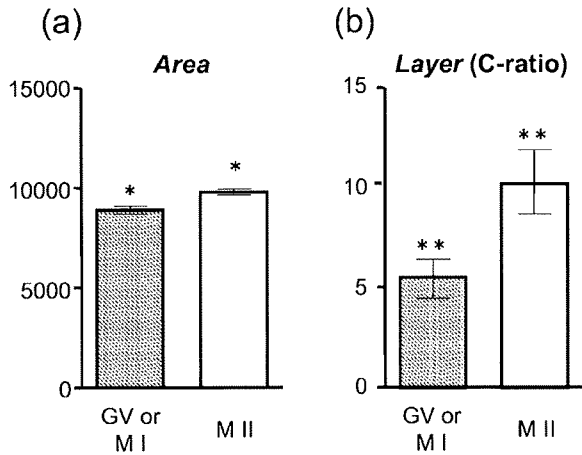 (a)
Area
15000
10000
5000
0
*
*
GV or
M I
M II
(b)
Layer (C-ratio)
15
10
5
0
**
**
GV or
M I
M II